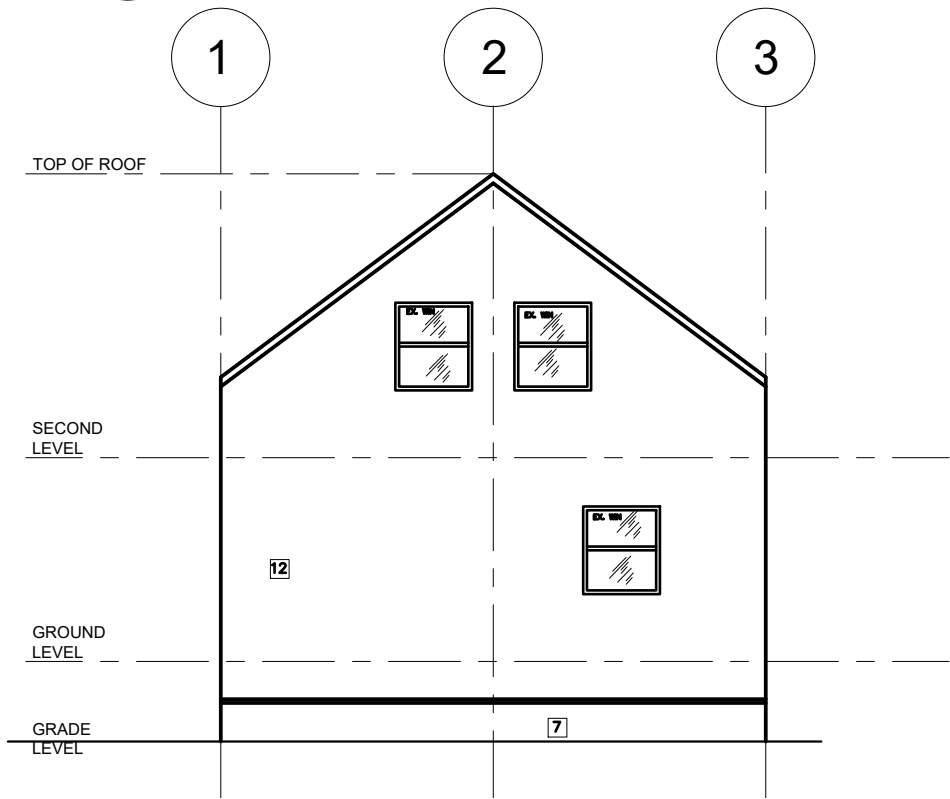 1
2
3
TOP OF ROOF
EX. WIN
EX. WIN
SECOND
LEVEL
EX. WIN
12
GROUND
LEVEL
7
GRADE
LEVEL